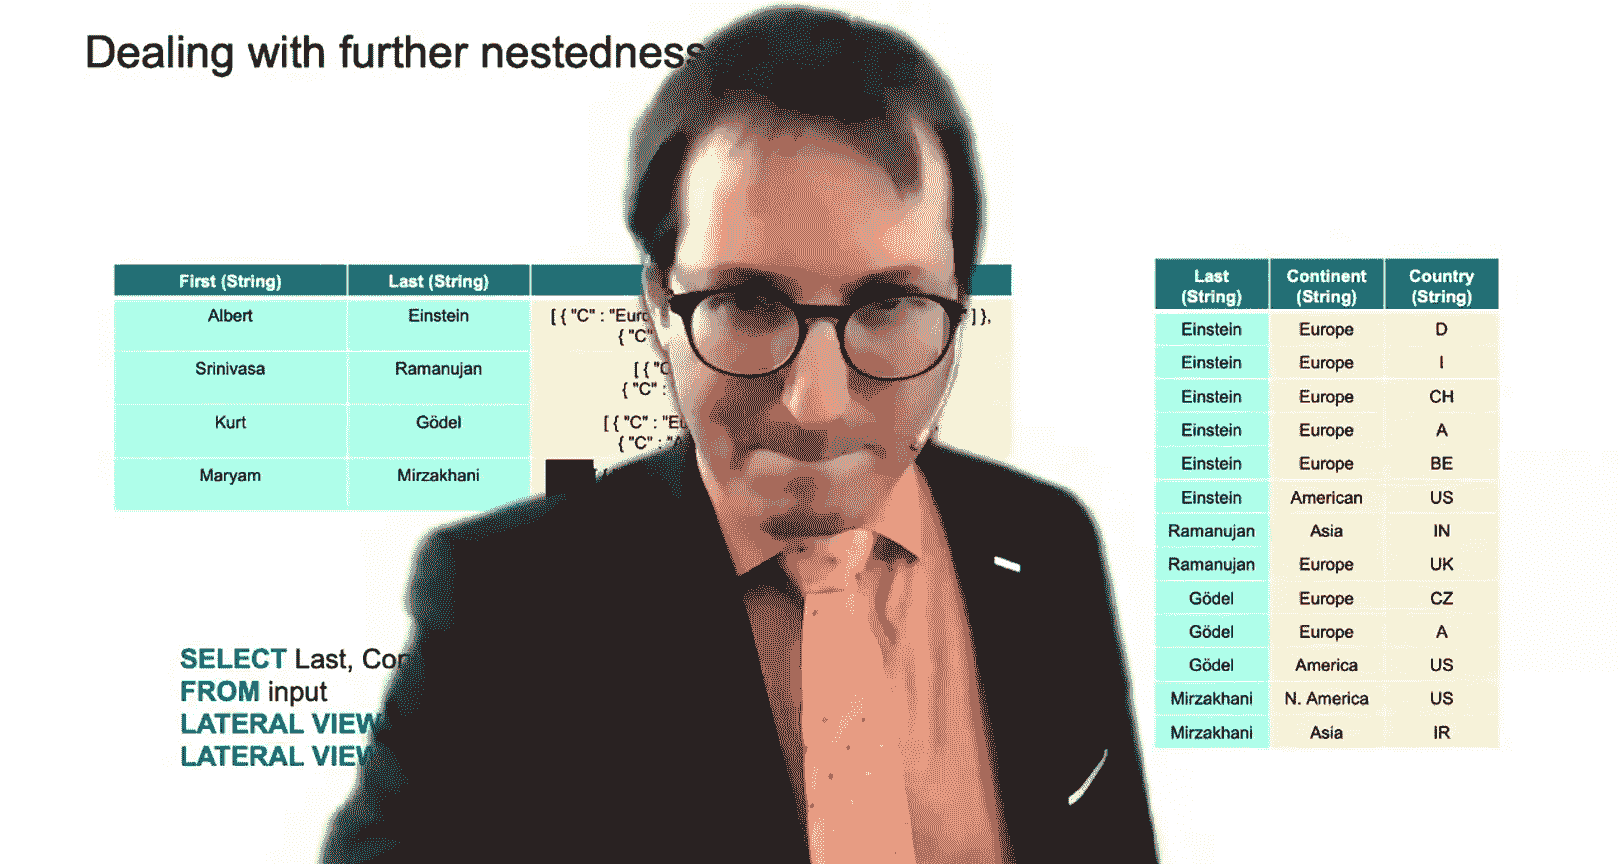 Dealing with further nestedness
First (String) Last (String)
Albert Einstein [ { "C" : "Euro " ] },
{ "C"
Srinivasa Ramanujan [ { "C
{ "C" :
Kurt Gödel [ { "C" : "Eu
{ "C" : "A
Maryam Mirzakhani
SELECT Last, Con
FROM input
LATERAL VIEW
LATERAL VIEW
Last (String) Continent (String) Country (String)
Einstein Europe D
Einstein Europe I
Einstein Europe CH
Einstein Europe A
Einstein Europe BE
Einstein American US
Ramanujan Asia IN
Ramanujan Europe UK
Gödel Europe CZ
Gödel Europe A
Gödel America US
Mirzakhani N. America US
Mirzakhani Asia IR